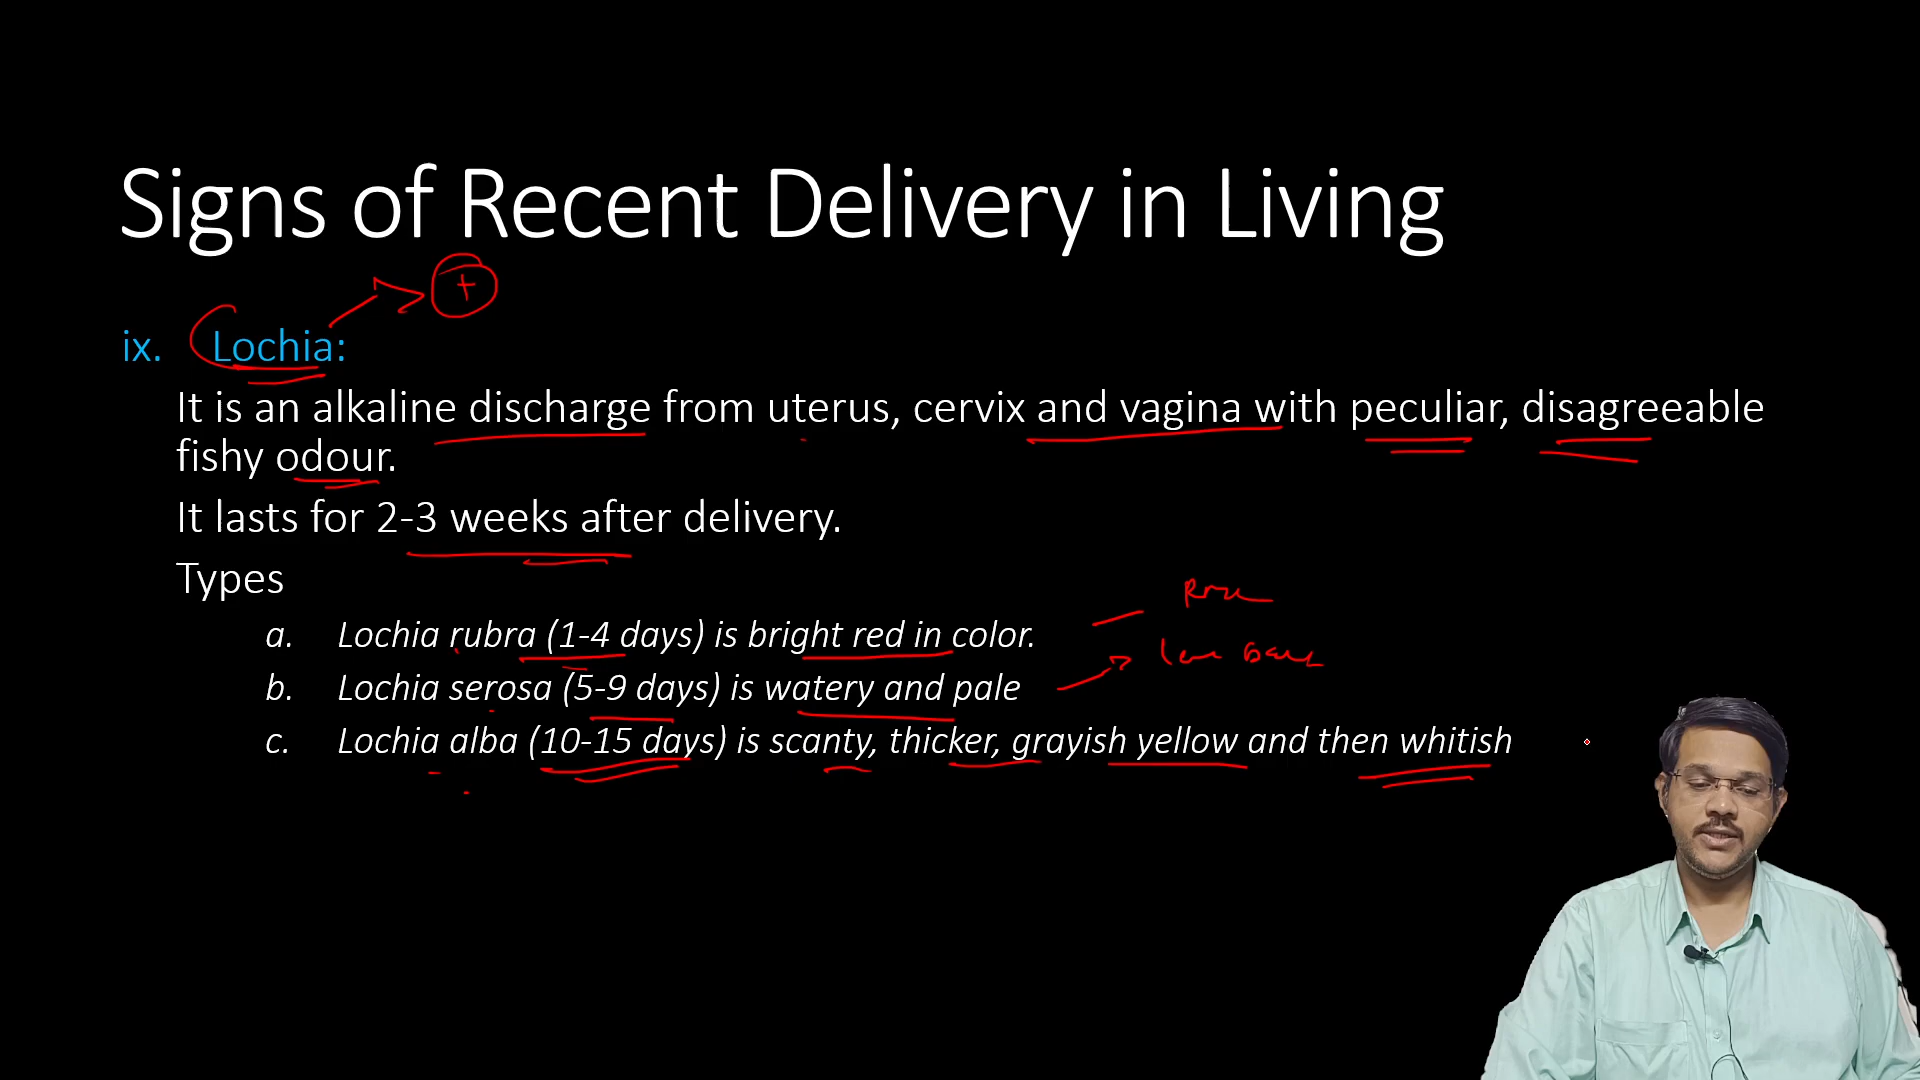 Signs of Recent Delivery in Living
+
ix. Lochia:
It is an alkaline discharge from uterus, cervix and vagina with peculiar, disagreeable
fishy odour.
It lasts for 2-3 weeks after delivery.
Types
a. Lochia rubra (1-4 days) is bright red in color.
b. Lochia serosa (5-9 days) is watery and pale
c. Lochia alba (10-15 days) is scanty, thicker, grayish yellow and then whitish